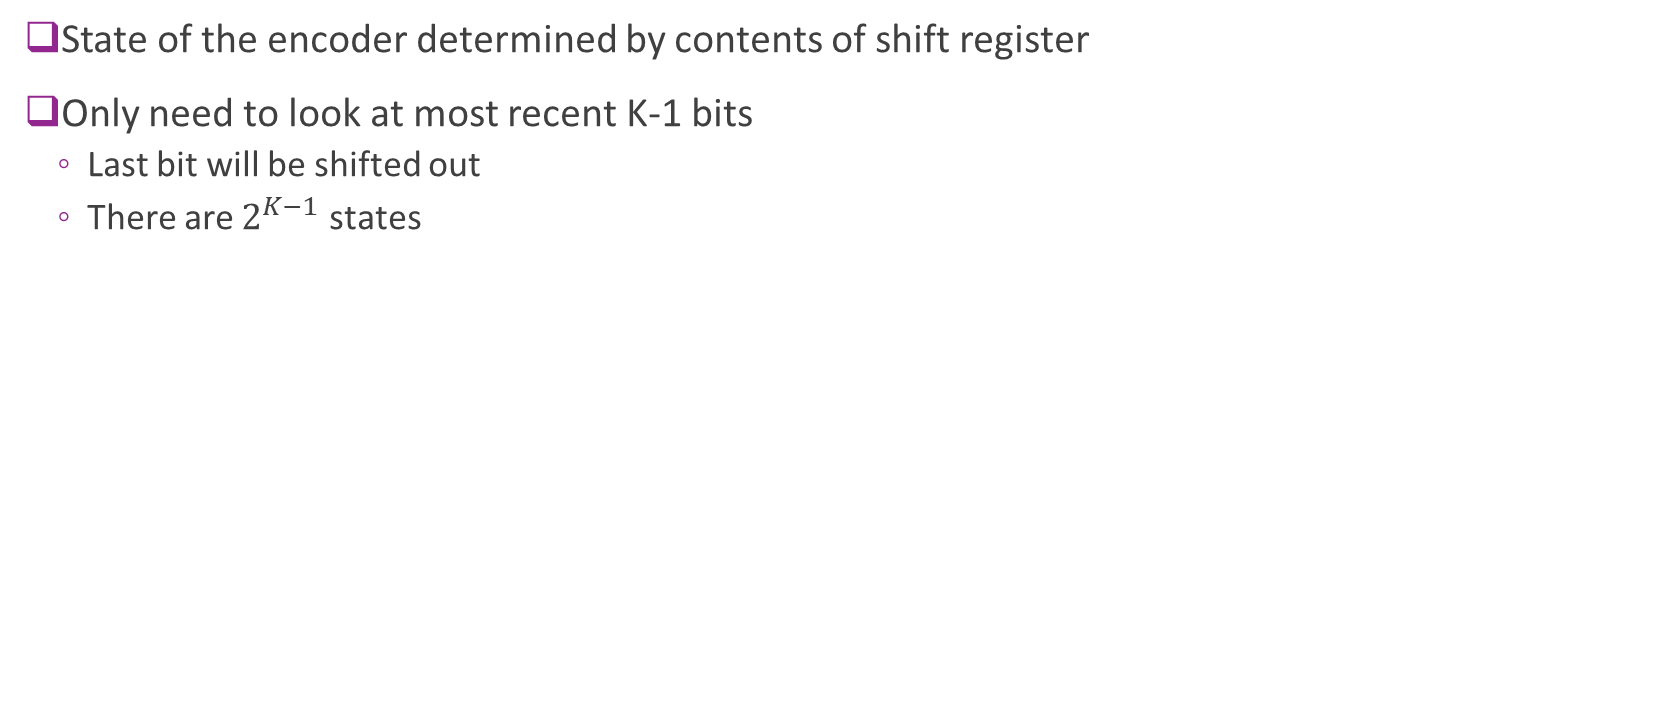 ❑State of the encoder determined by contents of shift register
❑Only need to look at most recent K-1 bits
◦ Last bit will be shifted out
◦ There are $2^{K-1}$ states